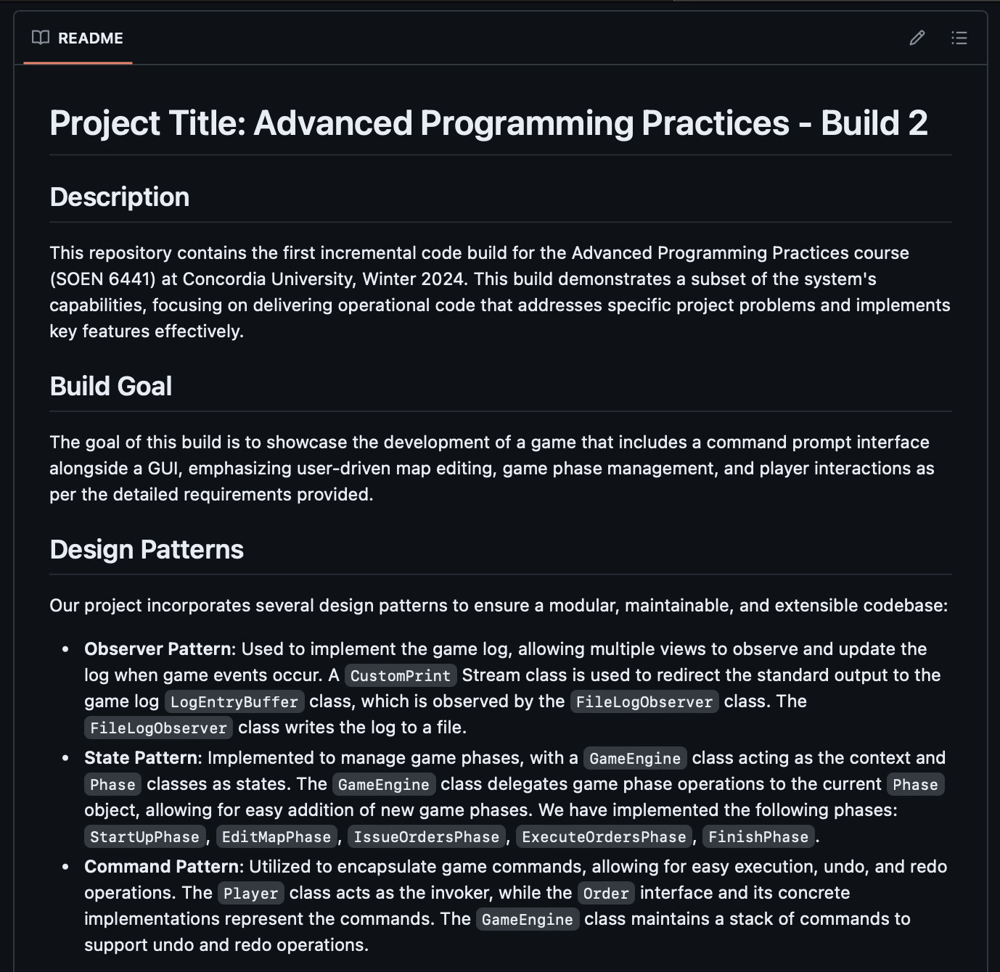 README
Project Title: Advanced Programming Practices - Build 2
Description
This repository contains the first incremental code build for the Advanced Programming Practices course
(SOEN 6441) at Concordia University, Winter 2024. This build demonstrates a subset of the system's
capabilities, focusing on delivering operational code that addresses specific project problems and implements
key features effectively.
Build Goal
The goal of this build is to showcase the development of a game that includes a command prompt interface
alongside a GUI, emphasizing user-driven map editing, game phase management, and player interactions as
per the detailed requirements provided.
Design Patterns
Our project incorporates several design patterns to ensure a modular, maintainable, and extensible codebase:
• Observer Pattern: Used to implement the game log, allowing multiple views to observe and update the
log when game events occur. A CustomPrint Stream class is used to redirect the standard output to the
game log LogEntryBuffer class, which is observed by the FileLogObserver class. The
FileLogObserver class writes the log to a file.
• State Pattern: Implemented to manage game phases, with a GameEngine class acting as the context and
Phase classes as states. The GameEngine class delegates game phase operations to the current Phase
object, allowing for easy addition of new game phases. We have implemented the following phases:
StartUpPhase, EditMapPhase, IssueOrdersPhase, ExecuteOrdersPhase, FinishPhase.
• Command Pattern: Utilized to encapsulate game commands, allowing for easy execution, undo, and redo
operations. The Player class acts as the invoker, while the Order interface and its concrete
implementations represent the commands. The GameEngine class maintains a stack of commands to
support undo and redo operations.